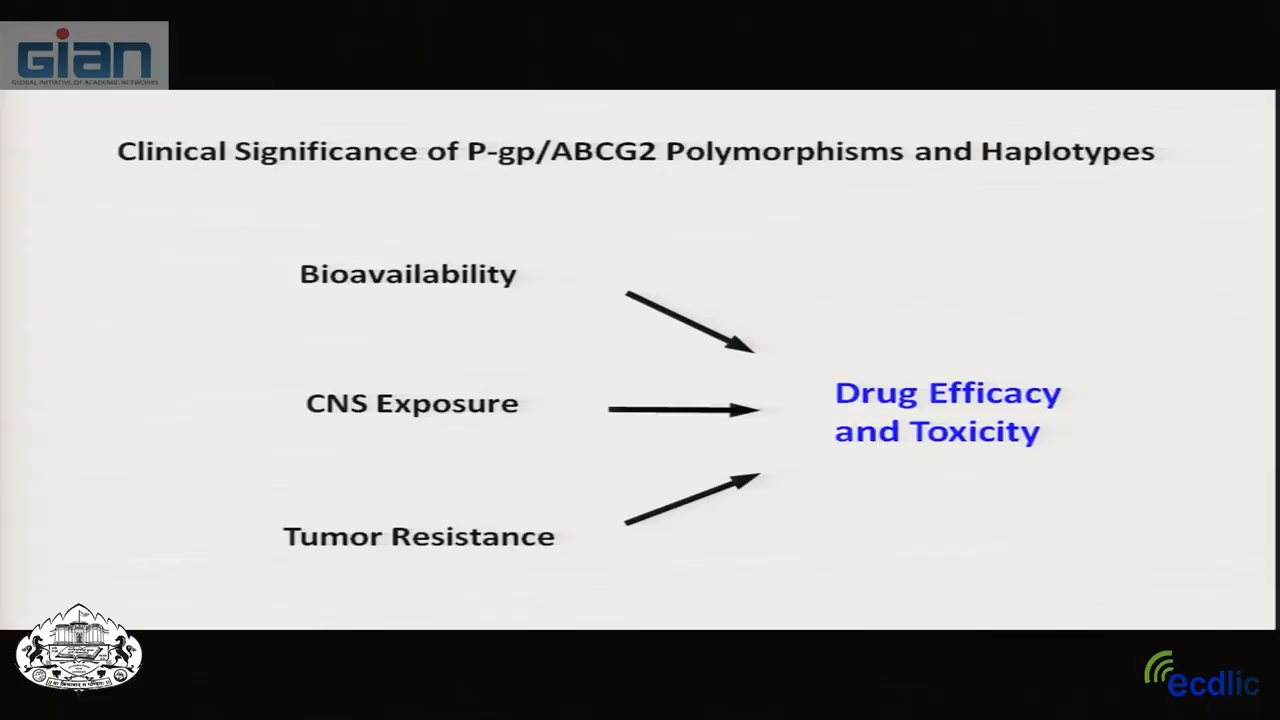 GIAN
GLOBAL INITIATIVE OF ACADEMIC NETWORKS
Clinical Significance of P-gp/ABCG2 Polymorphisms and Haplotypes
Bioavailability
CNS Exposure
Tumor Resistance
Drug Efficacy
and Toxicity
ecdlic